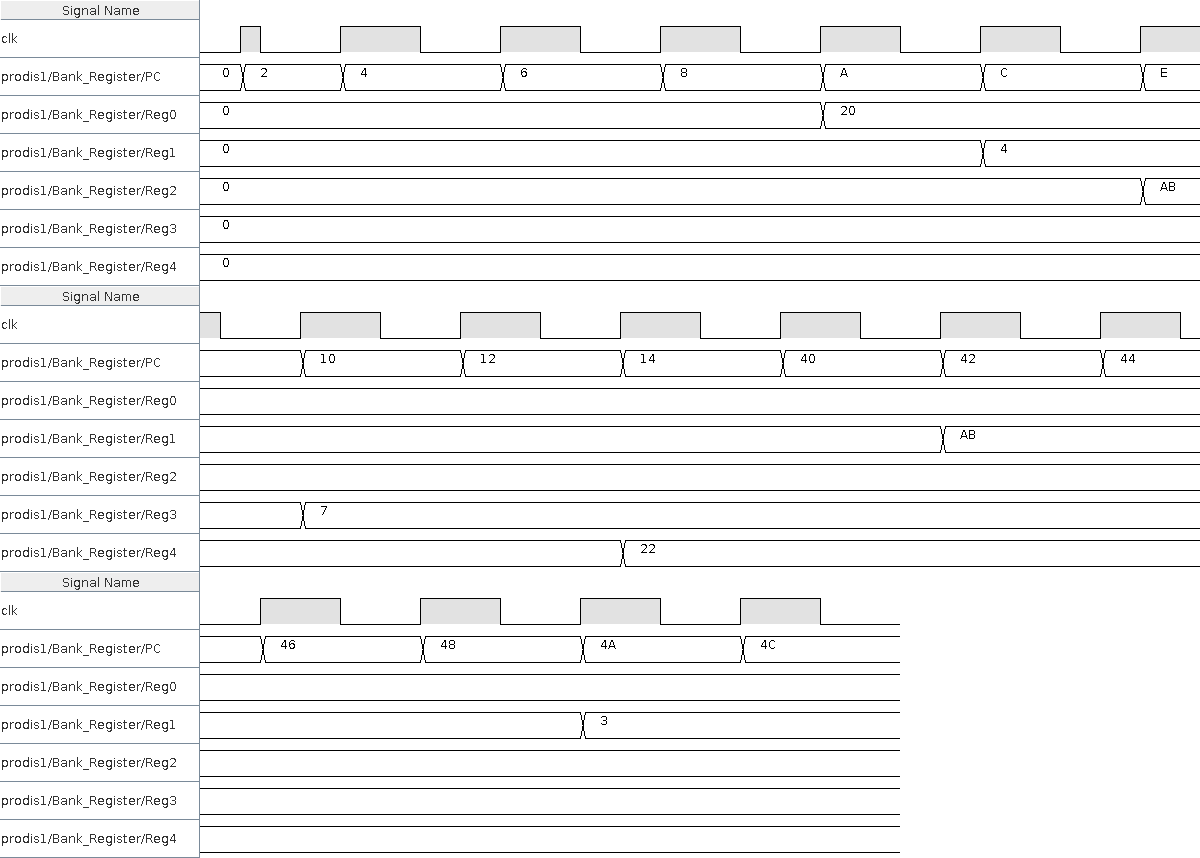 Signal Name
clk
prodis1/Bank_Register/PC 0 2 4 6 8 A C E
prodis1/Bank_Register/Reg0 0 20
prodis1/Bank_Register/Reg1 0 4
prodis1/Bank_Register/Reg2 0 AB
prodis1/Bank_Register/Reg3 0
prodis1/Bank_Register/Reg4 0
Signal Name
clk
prodis1/Bank_Register/PC 10 12 14 40 42 44
prodis1/Bank_Register/Reg0
prodis1/Bank_Register/Reg1 AB
prodis1/Bank_Register/Reg2
prodis1/Bank_Register/Reg3 7
prodis1/Bank_Register/Reg4 22
Signal Name
clk
prodis1/Bank_Register/PC 46 48 4A 4C
prodis1/Bank_Register/Reg0
prodis1/Bank_Register/Reg1 3
prodis1/Bank_Register/Reg2
prodis1/Bank_Register/Reg3
prodis1/Bank_Register/Reg4